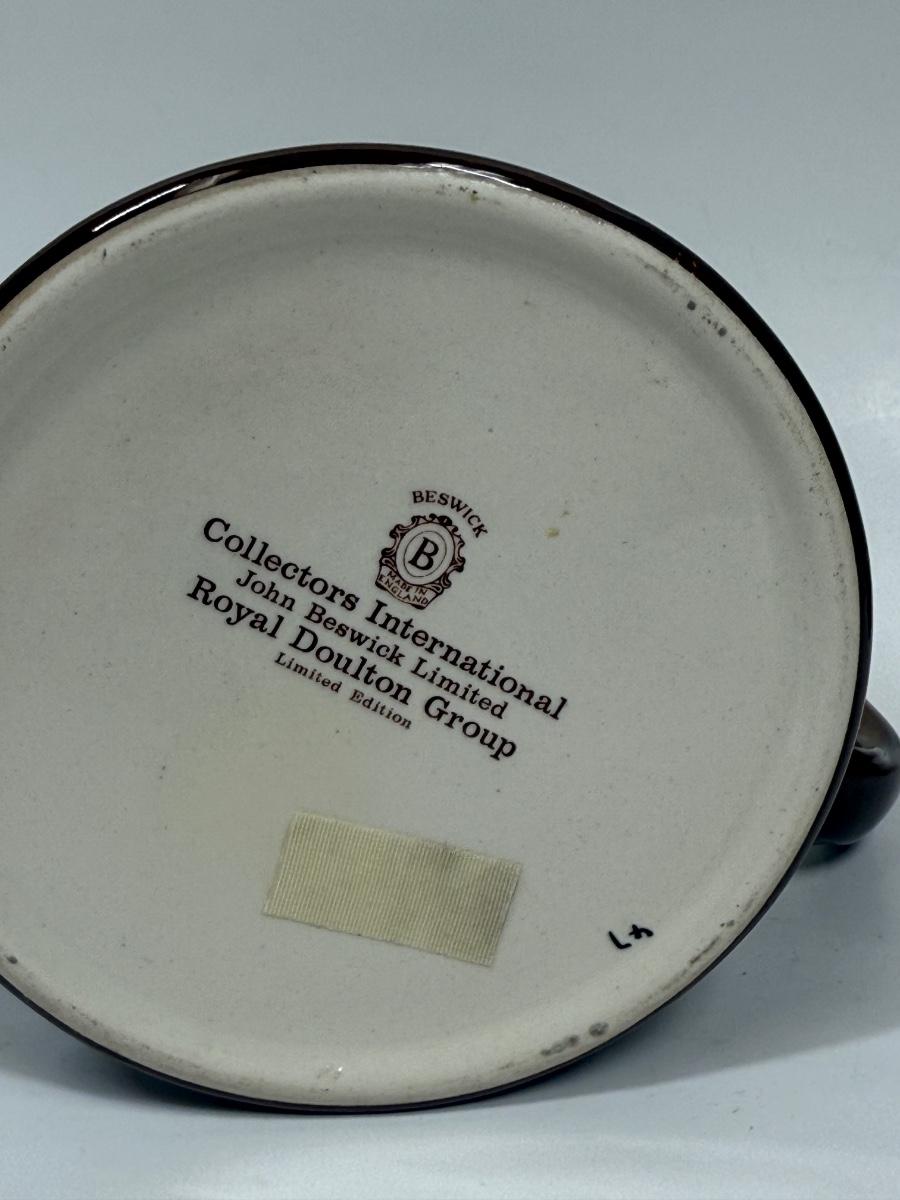 BESWICK
B
MADE IN
ENGLAND
Collectors International
John Beswick Limited
Royal Doulton Group
Limited Edition